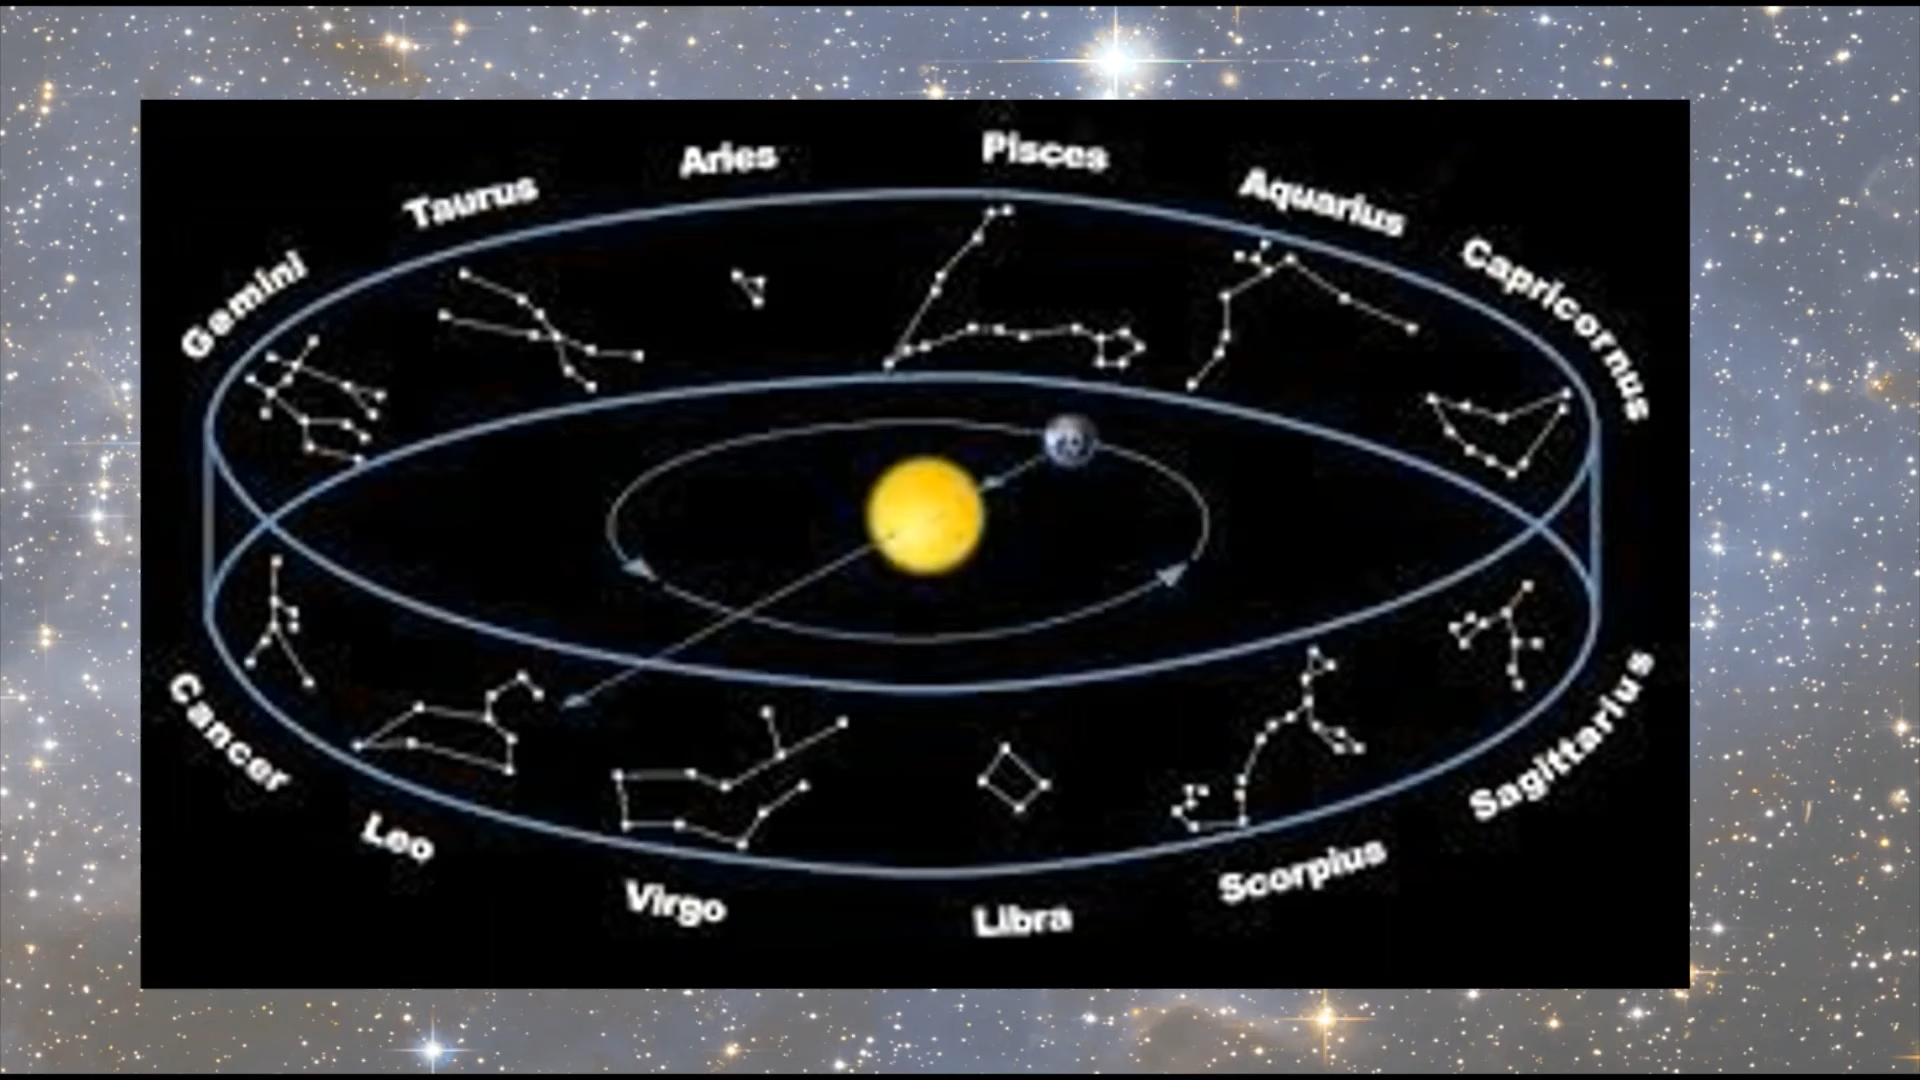 Aries
Pisces
Taurus
Aquarius
Gemini
Capricornus
Cancer
Sagittarius
Leo
Scorpius
Virgo
Libra